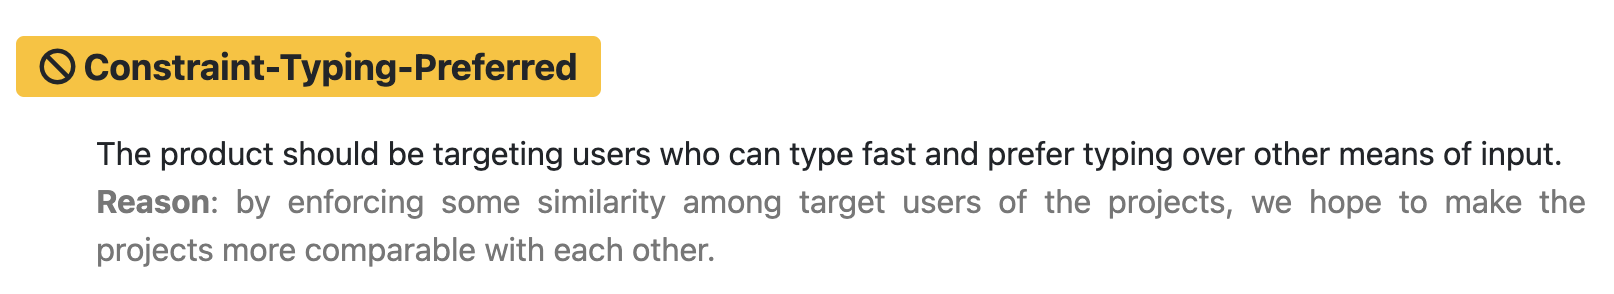 Constraint-Typing-Preferred
The product should be targeting users who can type fast and prefer typing over other means of input.
Reason: by enforcing some similarity among target users of the projects, we hope to make the
projects more comparable with each other.